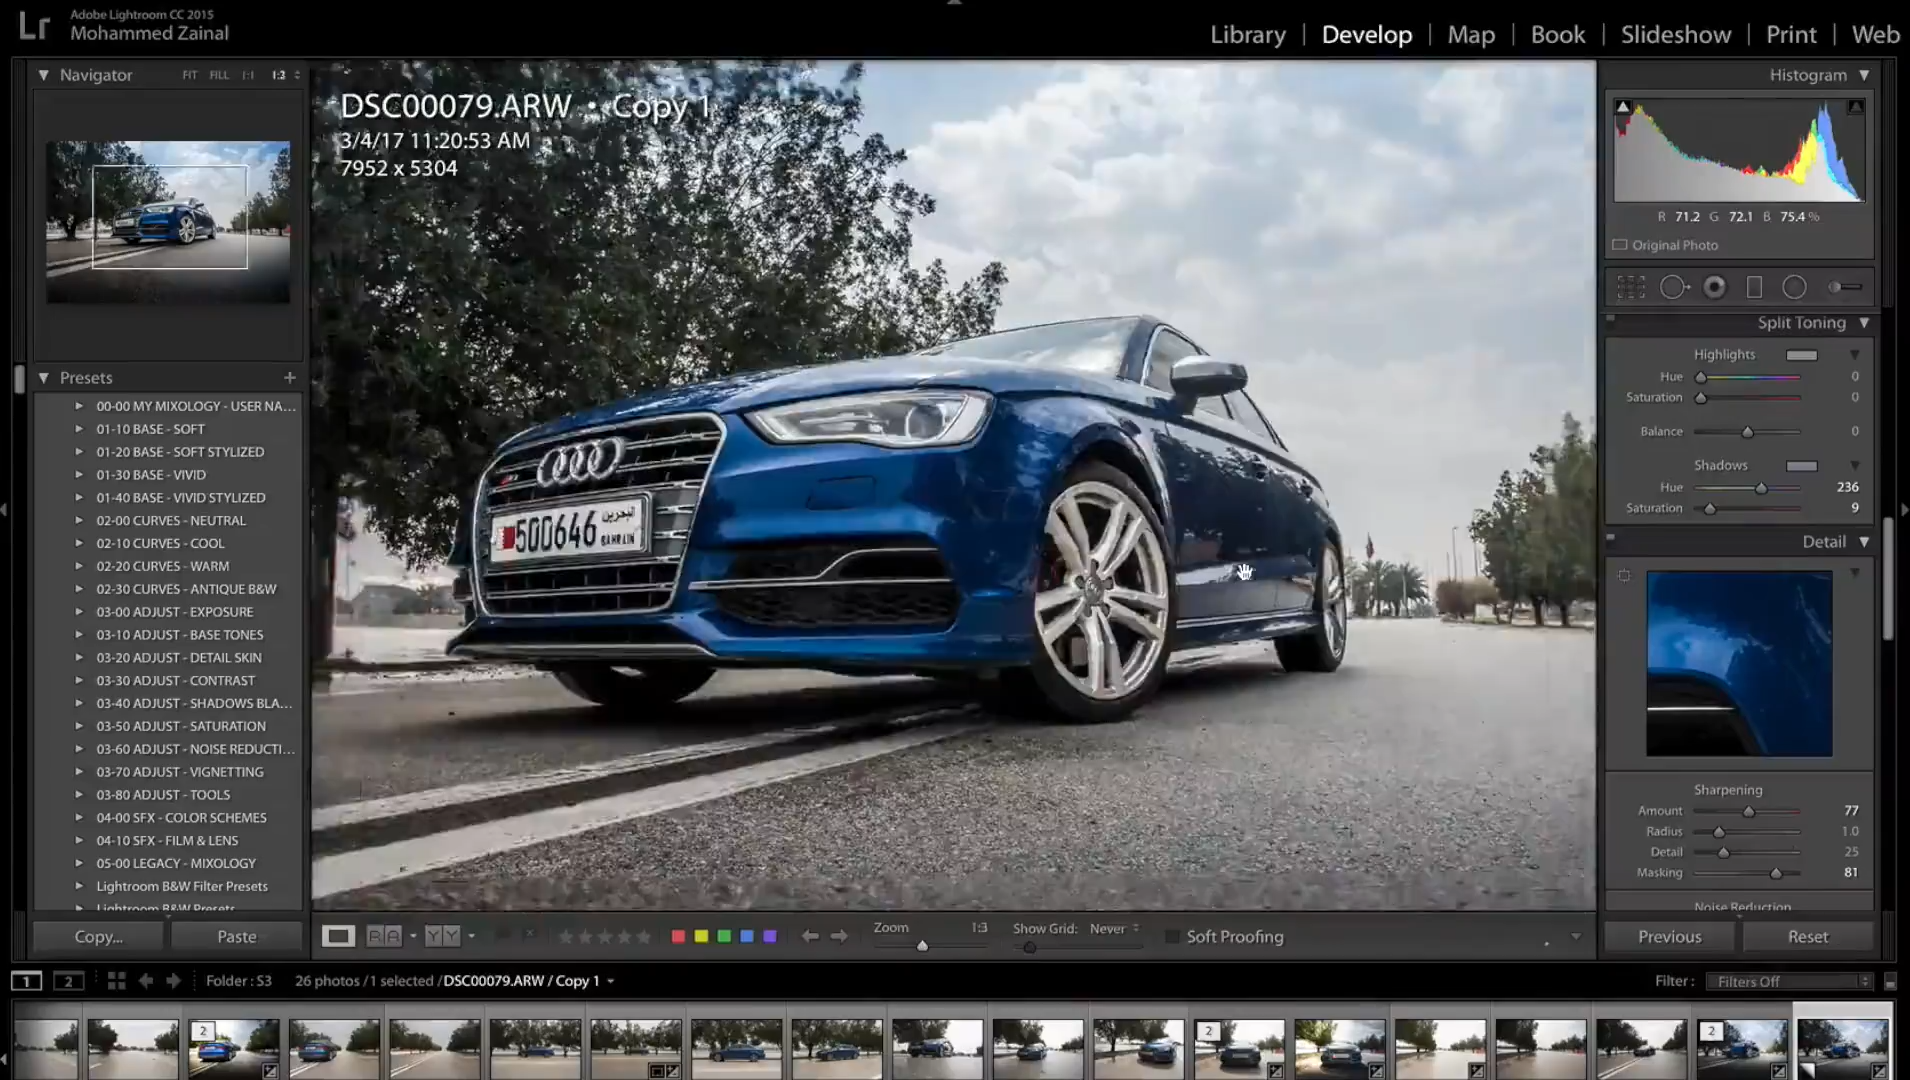 Lr
Adobe Lightroom CC 2015
Mohammed Zainal
Library | Develop | Map | Book | Slideshow | Print | Web
Navigator FIT FILL 1:1 1:3
DSC00079.ARW • Copy 1
3/4/17 11:20:53 AM
7952 x 5304
500646 البحرين
BAHRAIN
Presets +
00-00 MY MIXOLOGY - USER NA...
01-10 BASE - SOFT
01-20 BASE - SOFT STYLIZED
01-30 BASE - VIVID
01-40 BASE - VIVID STYLIZED
02-00 CURVES - NEUTRAL
02-10 CURVES - COOL
02-20 CURVES - WARM
02-30 CURVES - ANTIQUE B&W
03-00 ADJUST - EXPOSURE
03-10 ADJUST - BASE TONES
03-20 ADJUST - DETAIL SKIN
03-30 ADJUST - CONTRAST
03-40 ADJUST - SHADOWS BLA...
03-50 ADJUST - SATURATION
03-60 ADJUST - NOISE REDUCTI...
03-70 ADJUST - VIGNETTING
03-80 ADJUST - TOOLS
04-00 SFX - COLOR SCHEMES
04-10 SFX - FILM & LENS
05-00 LEGACY - MIXOLOGY
Lightroom B&W Filter Presets
Lightroom B&W Presets
Copy... Paste
Histogram
R 71.2 G 72.1 B 75.4 %
Original Photo
Split Toning
Highlights
Hue 0
Saturation 0
Balance 0
Shadows
Hue 236
Saturation 9
Detail
Sharpening
Amount 77
Radius 1.0
Detail 25
Masking 81
Noise Reduction
Previous Reset
RA YY Zoom 1:3 Show Grid: Never Soft Proofing
1 2 Folder : S3 26 photos / 1 selected / DSC00079.ARW / Copy 1 Filter : Filters Off
2
2
2